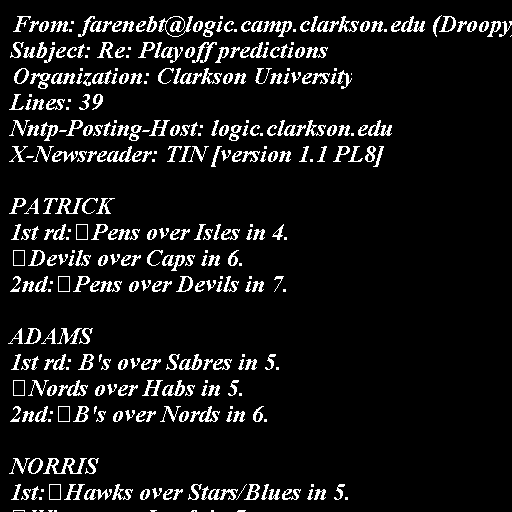 From: farenebt@logic.camp.clarkson.edu (Droopy
Subject: Re: Playoff predictions
Organization: Clarkson University
Lines: 39
Nntp-Posting-Host: logic.clarkson.edu
X-Newsreader: TIN [version 1.1 PL8]

PATRICK
1st rd:□Pens over Isles in 4.
□Devils over Caps in 6.
2nd:□Pens over Devils in 7.

ADAMS
1st rd: B's over Sabres in 5.
□Nords over Habs in 5.
2nd:□B's over Nords in 6.

NORRIS
1st:□Hawks over Stars/Blues in 5.